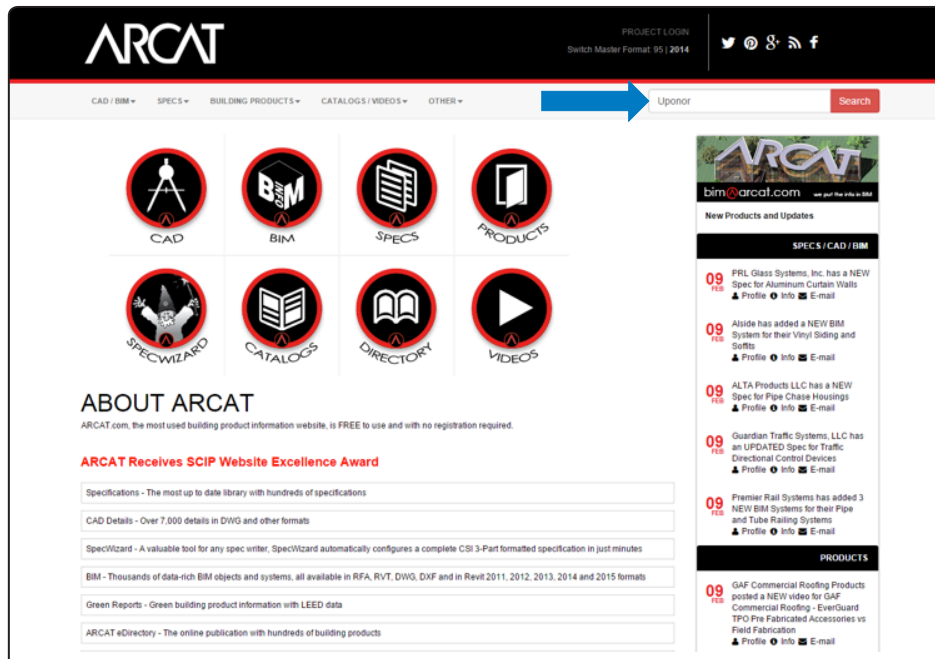 ARCAT
PROJECT LOGIN
Switch Master Format: 95 | 2014
CAD / BIM
SPECS
BUILDING PRODUCTS
CATALOGS / VIDEOS
OTHER
Uponor
Search
CAD
BIM INFO
BIM
SPECS
PRODUCTS
SPECWIZARD
CATALOGS
DIRECTORY
VIDEOS
ABOUT ARCAT
ARCAT.com, the most used building product information website, is FREE to use and with no registration required.
ARCAT Receives SCIP Website Excellence Award
Specifications - The most up to date library with hundreds of specifications
CAD Details - Over 7,000 details in DWG and other formats
SpecWizard - A valuable tool for any spec writer, SpecWizard automatically configures a complete CSI 3-Part formatted specification in just minutes
BIM - Thousands of data-rich BIM objects and systems, all available in RFA, RVT, DWG, DXF and in Revit 2011, 2012, 2013, 2014 and 2015 formats
Green Reports - Green building product information with LEED data
ARCAT eDirectory - The online publication with hundreds of building products
ARCAT
bim@arcat.com we put the info in BIM
New Products and Updates
SPECS / CAD / BIM
09 FEB
PRL Glass Systems, Inc. has a NEW
Spec for Aluminum Curtain Walls
Profile Info E-mail
09 FEB
Alside has added a NEW BIM
System for their Vinyl Siding and
Soffits
Profile Info E-mail
09 FEB
ALTA Products LLC has a NEW
Spec for Pipe Chase Housings
Profile Info E-mail
09 FEB
Guardian Traffic Systems, LLC has
an UPDATED Spec for Traffic
Directional Control Devices
Profile Info E-mail
09 FEB
Premier Rail Systems has added 3
NEW BIM Systems for their Pipe
and Tube Railing Systems
Profile Info E-mail
PRODUCTS
09 FEB
GAF Commercial Roofing Products
posted a NEW video for GAF
Commercial Roofing - EverGuard
TPO Pre Fabricated Accessories vs
Field Fabrication
Profile Info E-mail